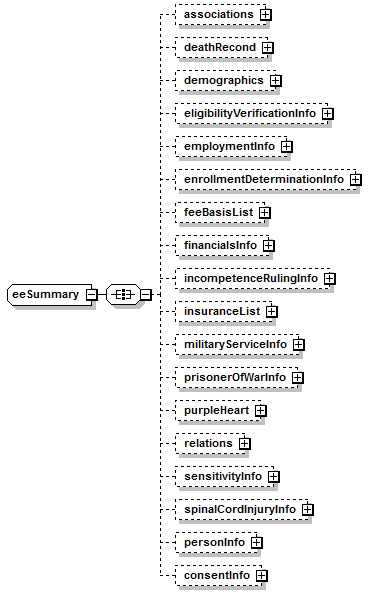 associations
deathRecond
demographics
eligibilityVerificationInfo
employmentInfo
enrollmentDeterminationInfo
feeBasisList
financialsInfo
incompetenceRulingInfo
eeSummary
insuranceList
militaryServiceInfo
prisonerOfWarInfo
purpleHeart
relations
sensitivityInfo
spinalCordInjuryInfo
personInfo
consentInfo